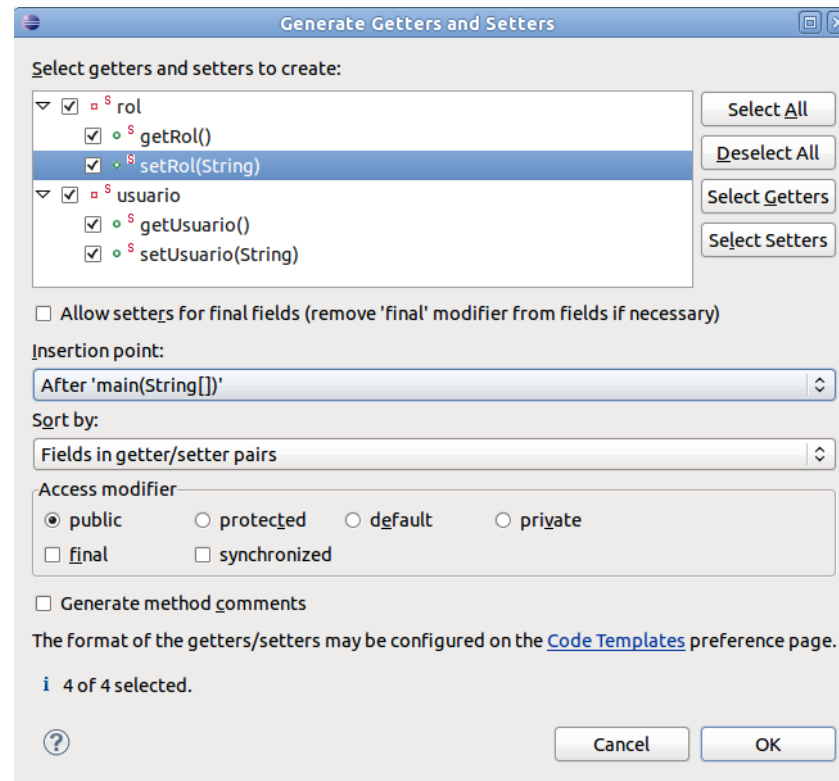 Generate Getters and Setters
Select getters and setters to create:
S rol
S getRol()
S setRol(String)
S usuario
S getUsuario()
S setUsuario(String)
Select All
Deselect All
Select Getters
Select Setters
Allow setters for final fields (remove 'final' modifier from fields if necessary)
Insertion point:
After 'main(String[])'
Sort by:
Fields in getter/setter pairs
Access modifier
public protected default private
final synchronized
Generate method comments
The format of the getters/setters may be configured on the Code Templates preference page.
i 4 of 4 selected.
? Cancel OK